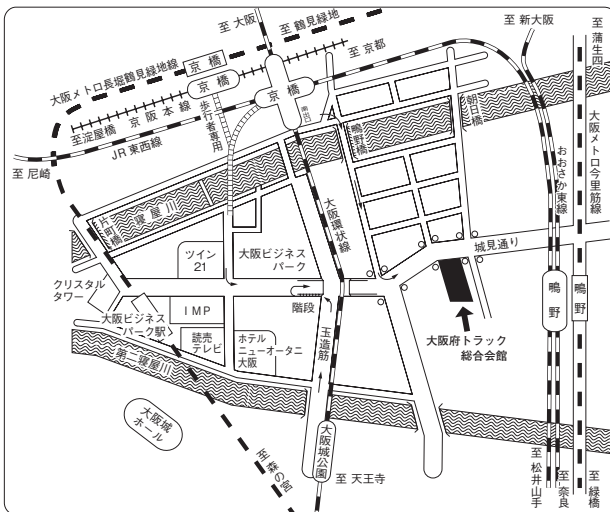 至 大阪
至 鶴見緑地
大阪メトロ長堀鶴見緑地線
京橋
京橋
京橋
至 京都
至 新大阪
至 蒲生四
至淀屋橋
京阪本線
JR東西線
至 尼崎
歩行者専用
南出口
鴫野橋
朝日橋
おおさか東線
大阪メトロ今里筋線
片町橋
寝屋川
大阪環状線
城見通り
ツイン
21
大阪ビジネス
パーク
クリスタル
タワー
大阪ビジネス
パーク駅
IMP
階段
読売
テレビ
ホテル
ニューオータニ
大阪
玉造筋
大阪府トラック
総合会館
鴫野
鴫野
第二寝屋川
大阪城
ホール
大阪城公園
至 森の宮
至 天王寺
至 松井山手
至 奈良
至 緑橋